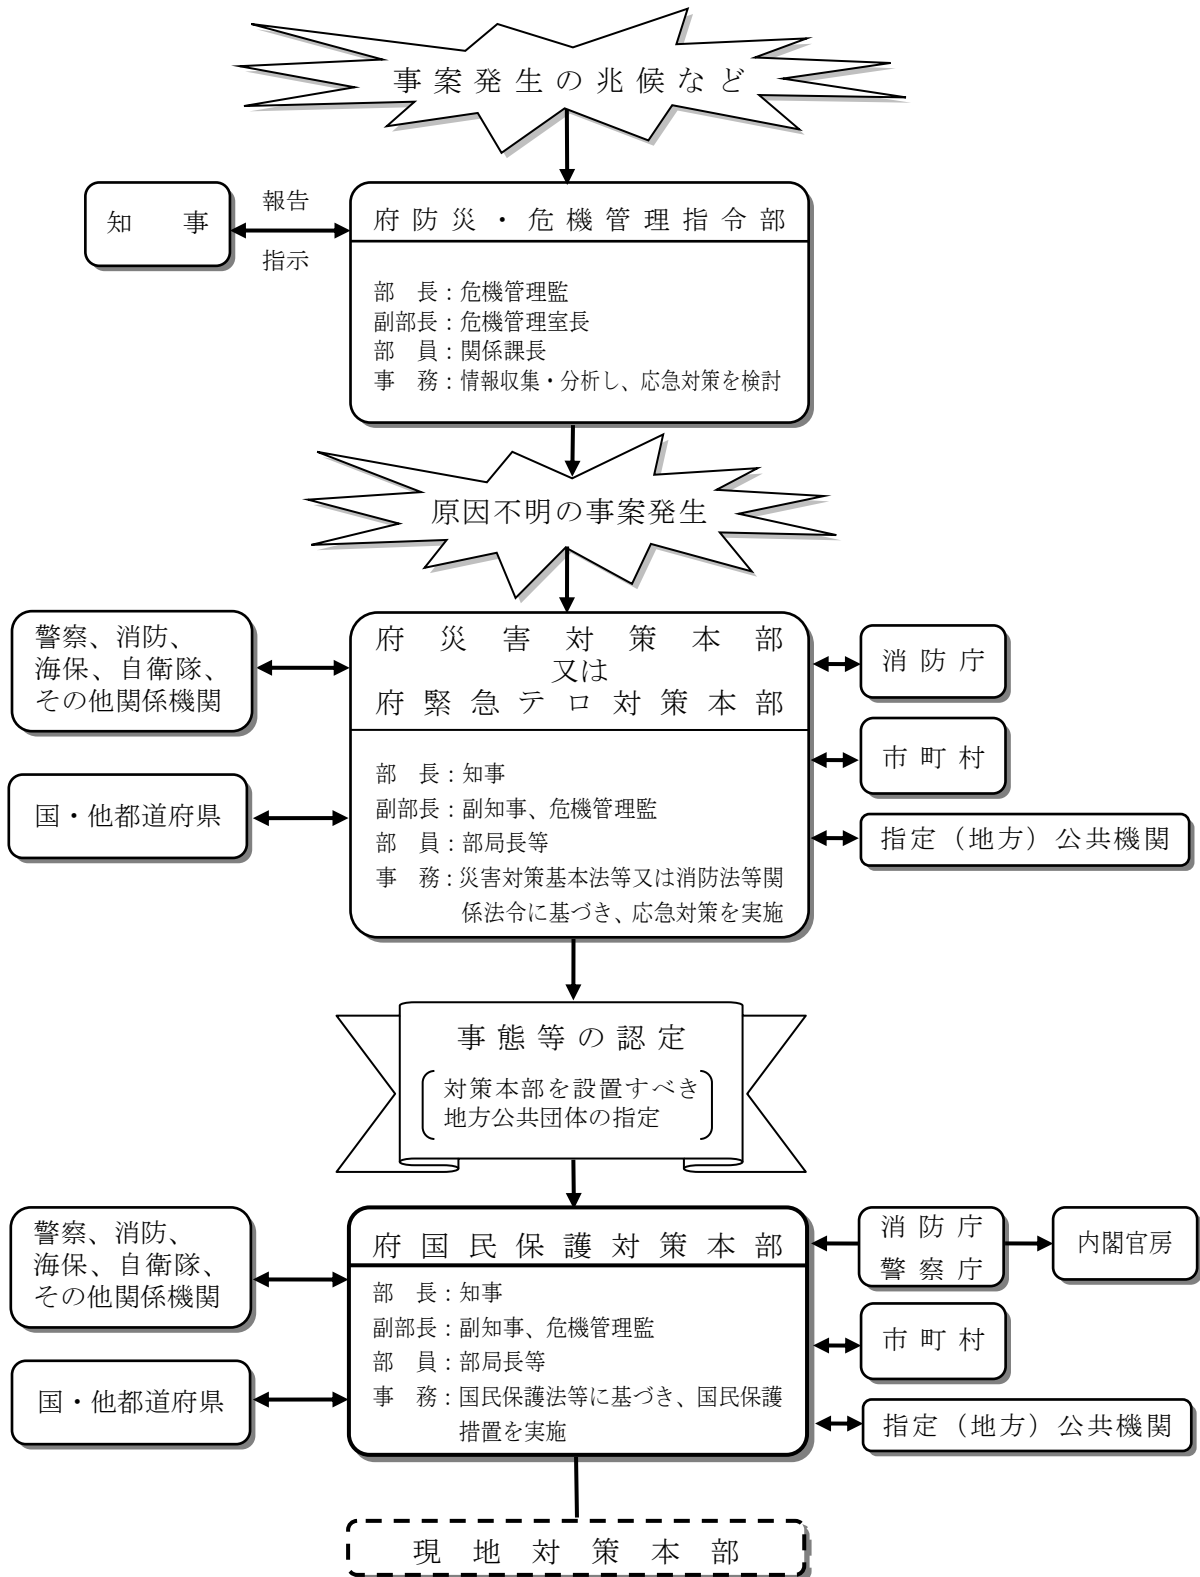 事案発生の兆候など
知　事
報告
指示
府防災・危機管理指令部
部　長：危機管理監
副部長：危機管理室長
部　員：関係課長
事　務：情報収集・分析し、応急対策を検討
原因不明の事案発生
警察、消防、
海保、自衛隊、
その他関係機関
国・他都道府県
府災害対策本部
又は
府緊急テロ対策本部
部　長：知事
副部長：副知事、危機管理監
部　員：部局長等
事　務：災害対策基本法等又は消防法等関
係法令に基づき、応急対策を実施
消防庁
市町村
指定（地方）公共機関
事態等の認定
対策本部を設置すべき
地方公共団体の指定
警察、消防、
海保、自衛隊、
その他関係機関
国・他都道府県
府国民保護対策本部
部　長：知事
副部長：副知事、危機管理監
部　員：部局長等
事　務：国民保護法等に基づき、国民保護
措置を実施
消防庁
警察庁
内閣官房
市町村
指定（地方）公共機関
現地対策本部